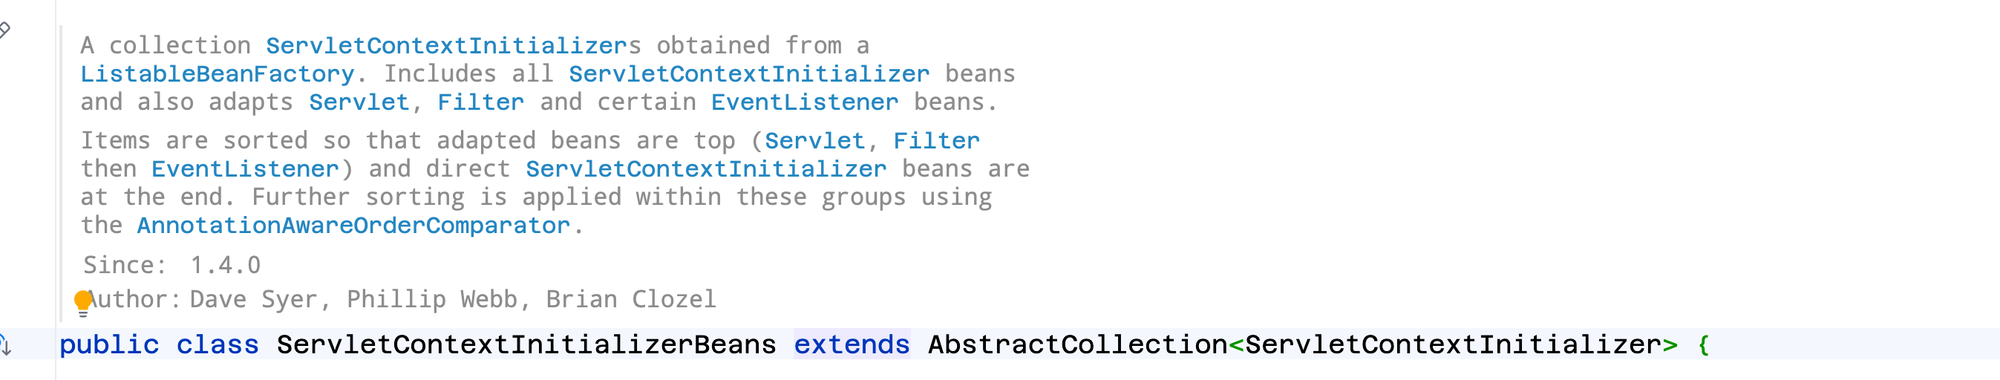 A collection ServletContextInitializers obtained from a
ListableBeanFactory. Includes all ServletContextInitializer beans
and also adapts Servlet, Filter and certain EventListener beans.
Items are sorted so that adapted beans are top (Servlet, Filter
then EventListener) and direct ServletContextInitializer beans are
at the end. Further sorting is applied within these groups using
the AnnotationAwareOrderComparator.
Since: 1.4.0
Author: Dave Syer, Phillip Webb, Brian Clozel
public class ServletContextInitializerBeans extends AbstractCollection<ServletContextInitializer> {